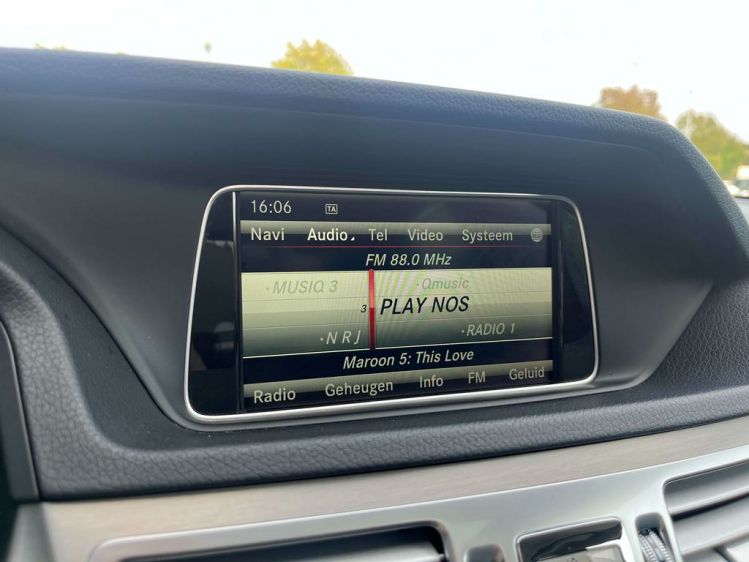 16:06 TA
Navi Audio Tel Video Systeem
FM 88.0 MHz
·MUSIQ 3 ·Qmusic
3 PLAY NOS
·N R J ·RADIO 1
Maroon 5: This Love
Radio Geheugen Info FM Geluid